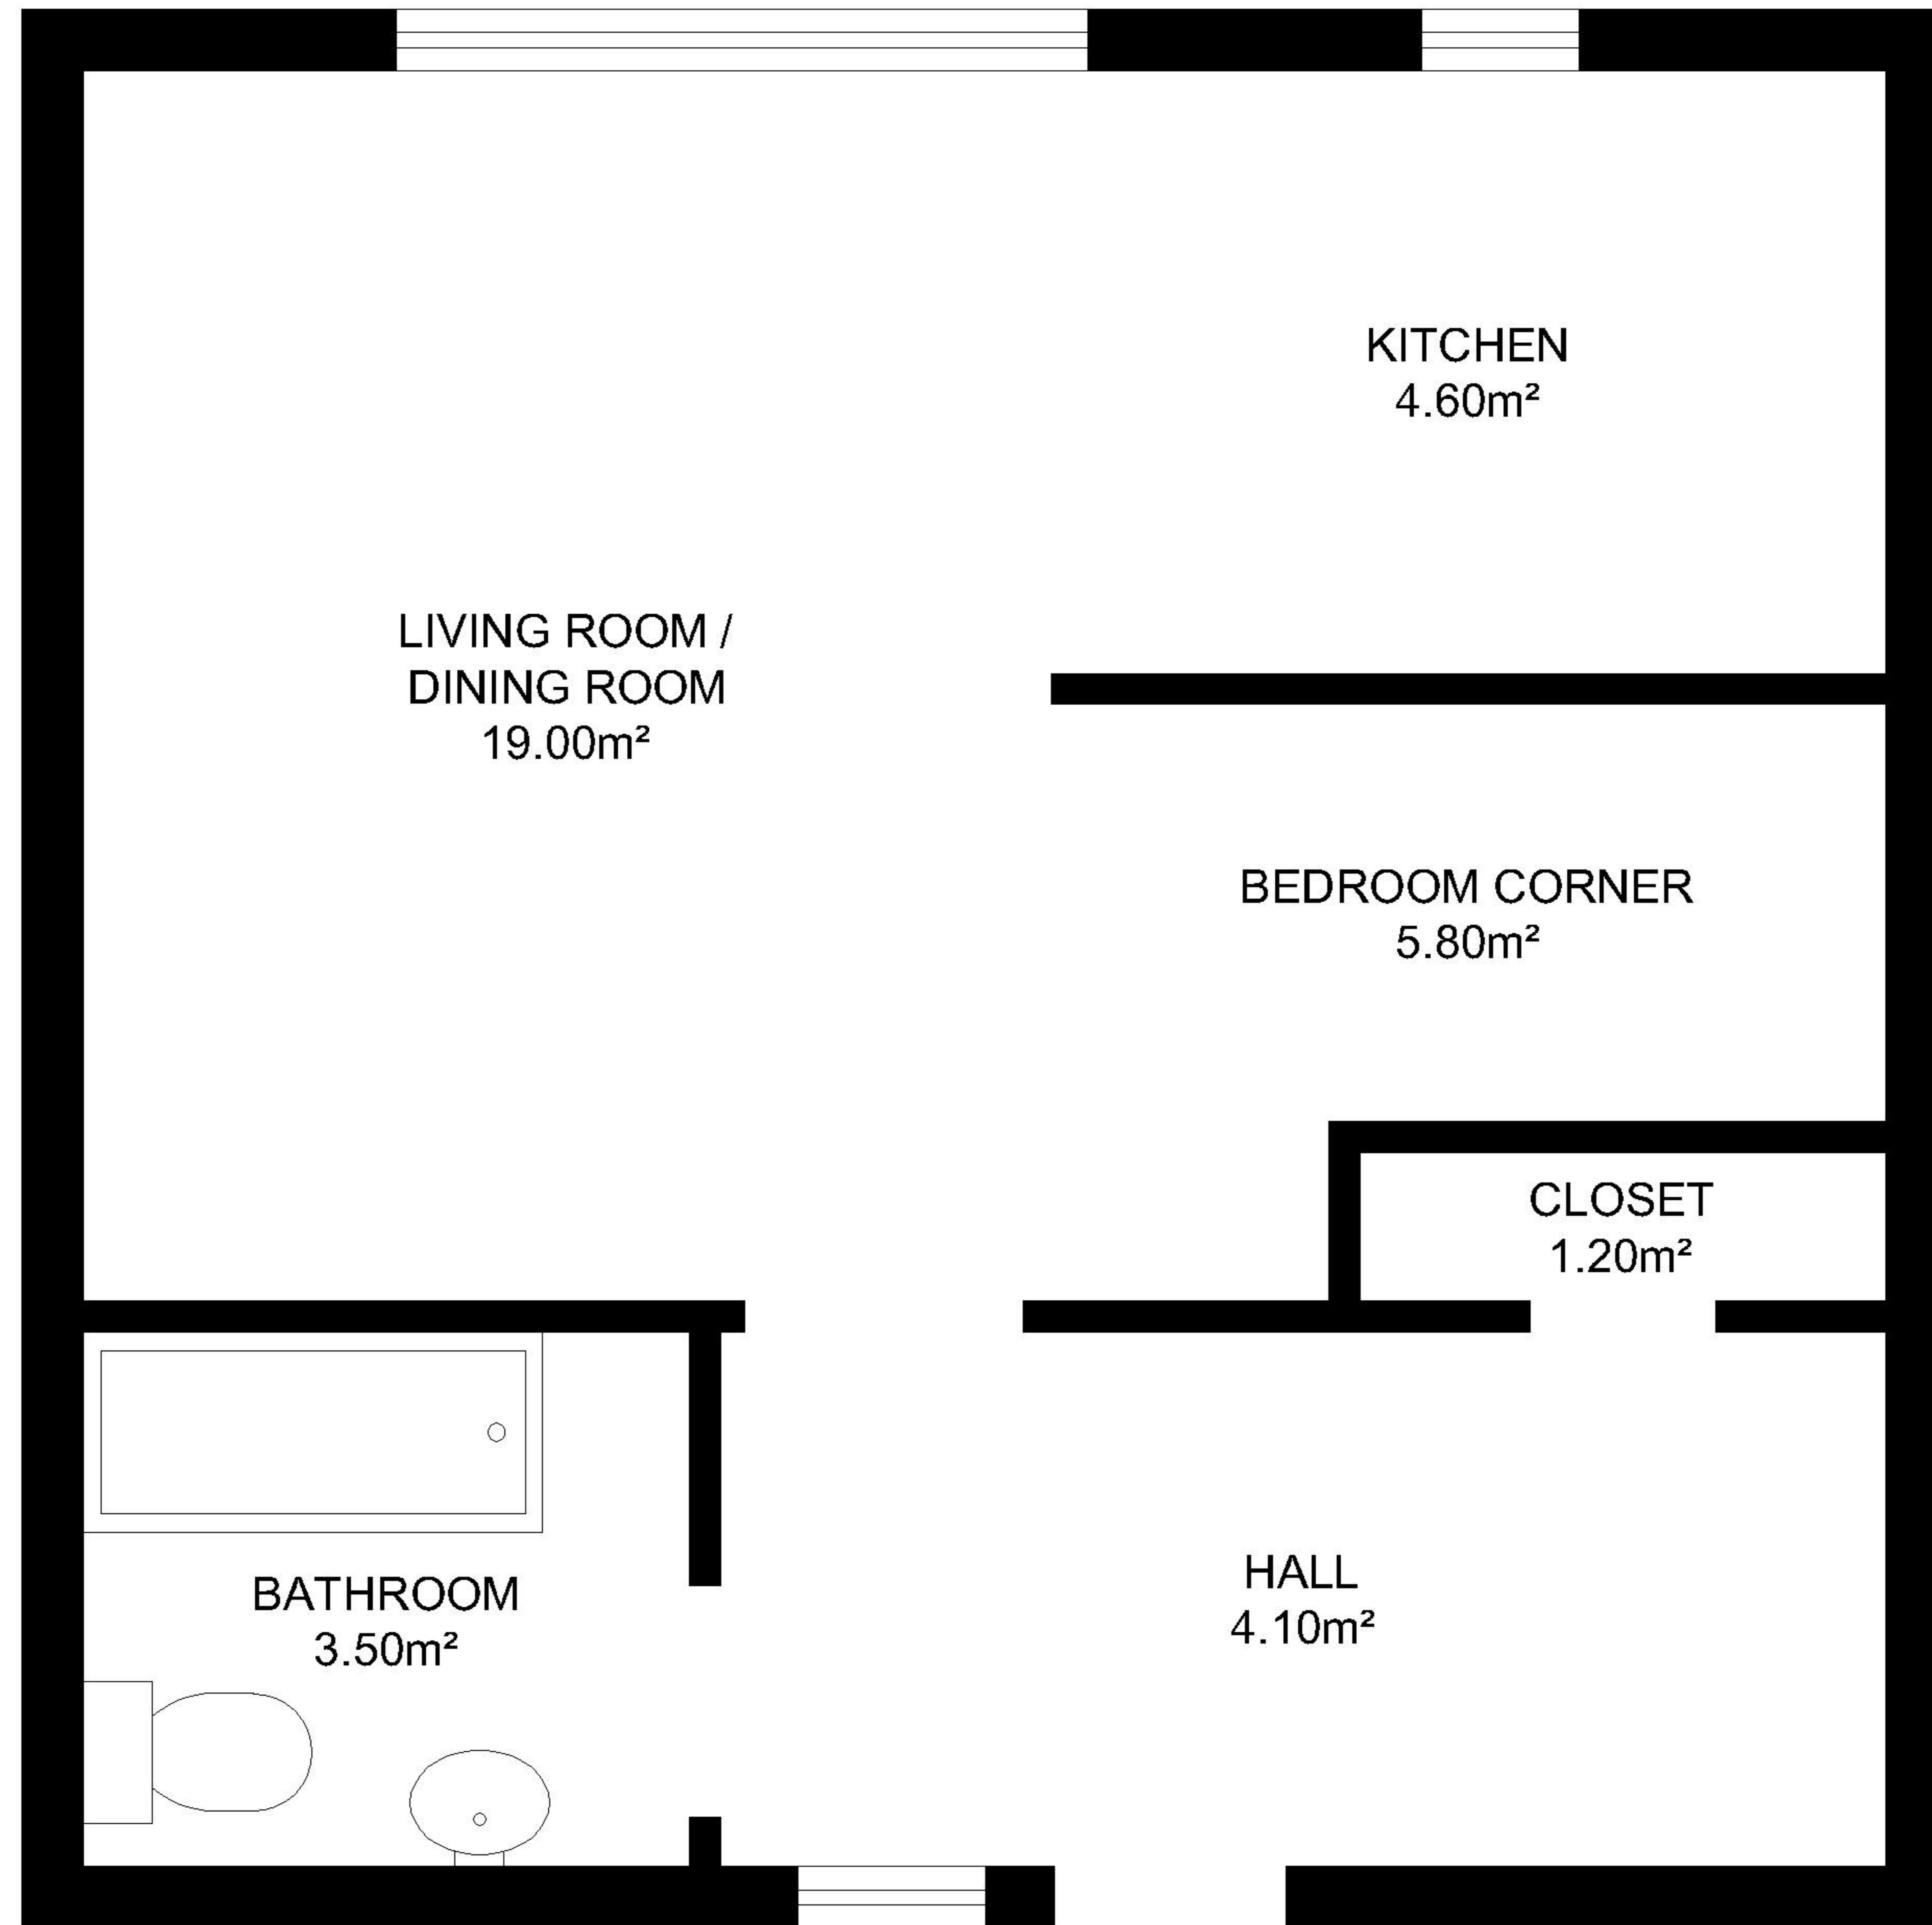 KITCHEN
4.60m²
LIVING ROOM /
DINING ROOM
19.00m²
BEDROOM CORNER
5.80m²
CLOSET
1.20m²
BATHROOM
3.50m²
HALL
4.10m²